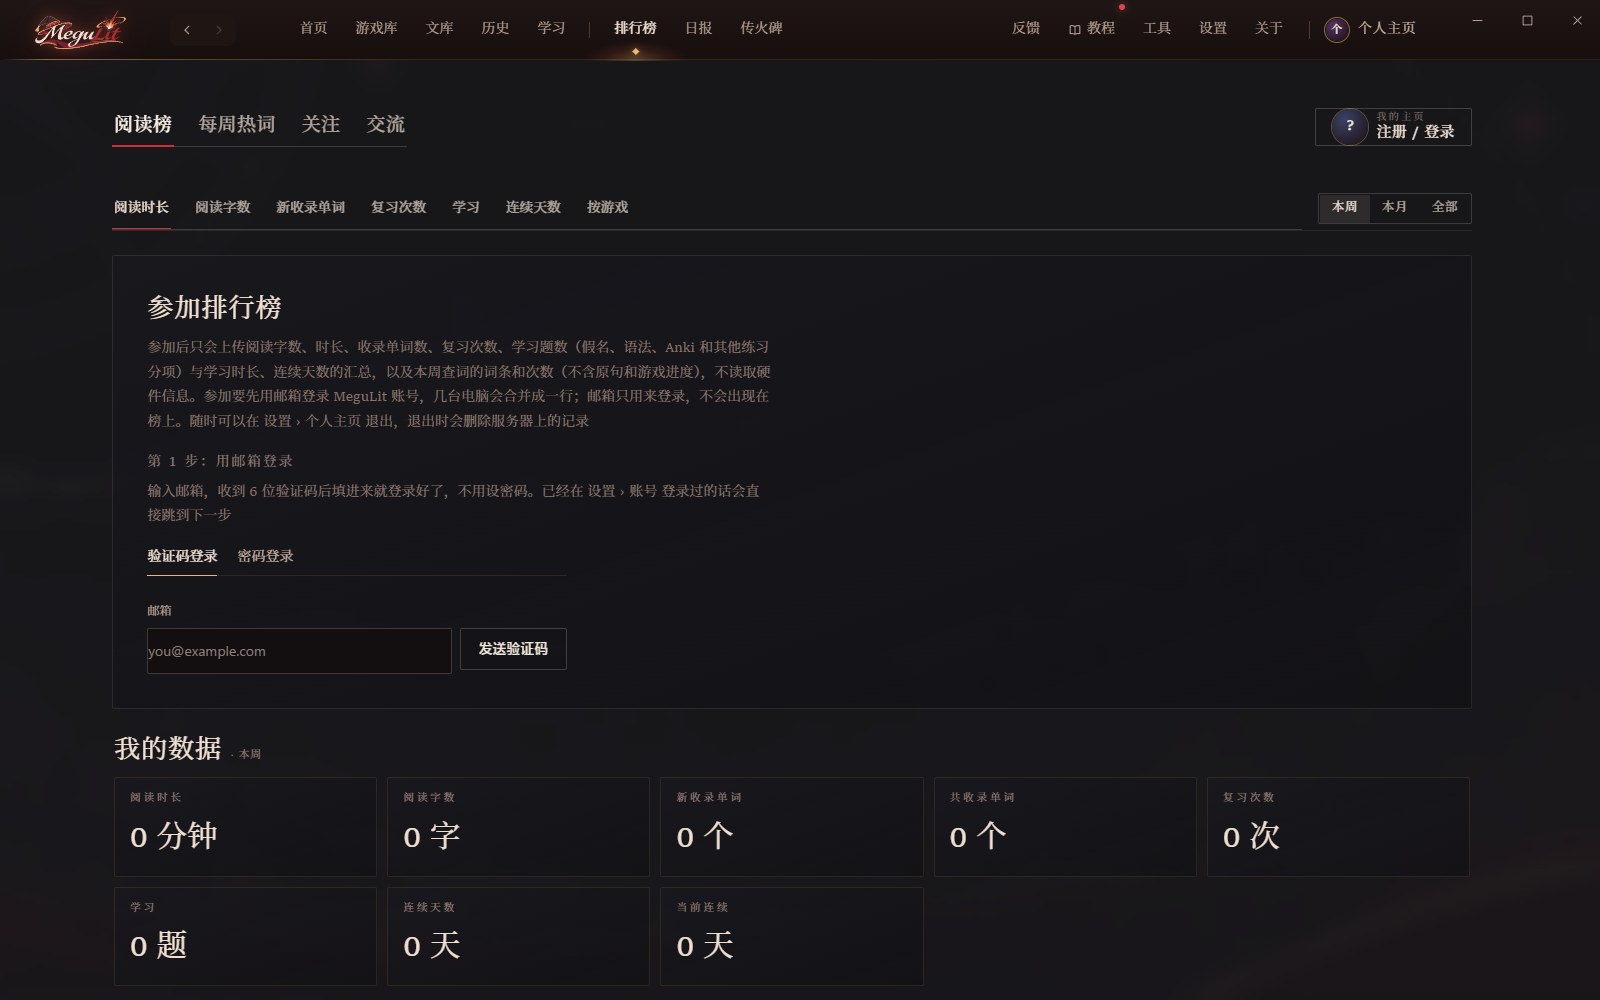 MeguLit
首页 游戏库 文库 历史 学习 排行榜 日报 传火碑 反馈 教程 工具 设置 关于 个 个人主页
阅读榜 每周热词 关注 交流
? 我的主页
注册 / 登录
阅读时长 阅读字数 新收录单词 复习次数 学习 连续天数 按游戏
本周 本月 全部
参加排行榜
参加后只会上传阅读字数、时长、收录单词数、复习次数、学习题数（假名、语法、Anki 和其他练习
分项）与学习时长、连续天数的汇总，以及本周查词的词条和次数（不含原句和游戏进度），不读取硬
件信息。参加要先用邮箱登录 MeguLit 账号，几台电脑会合并成一行；邮箱只用来登录，不会出现在
榜上。随时可以在 设置 › 个人主页 退出，退出时会删除服务器上的记录
第 1 步：用邮箱登录
输入邮箱，收到 6 位验证码后填进来就登录好了，不用设密码。已经在 设置 › 账号 登录过的话会直
接跳到下一步
验证码登录 密码登录
邮箱
you@example.com 发送验证码
我的数据 · 本周
阅读时长 阅读字数 新收录单词 共收录单词 复习次数
0 分钟 0 字 0 个 0 个 0 次
学习 连续天数 当前连续
0 题 0 天 0 天